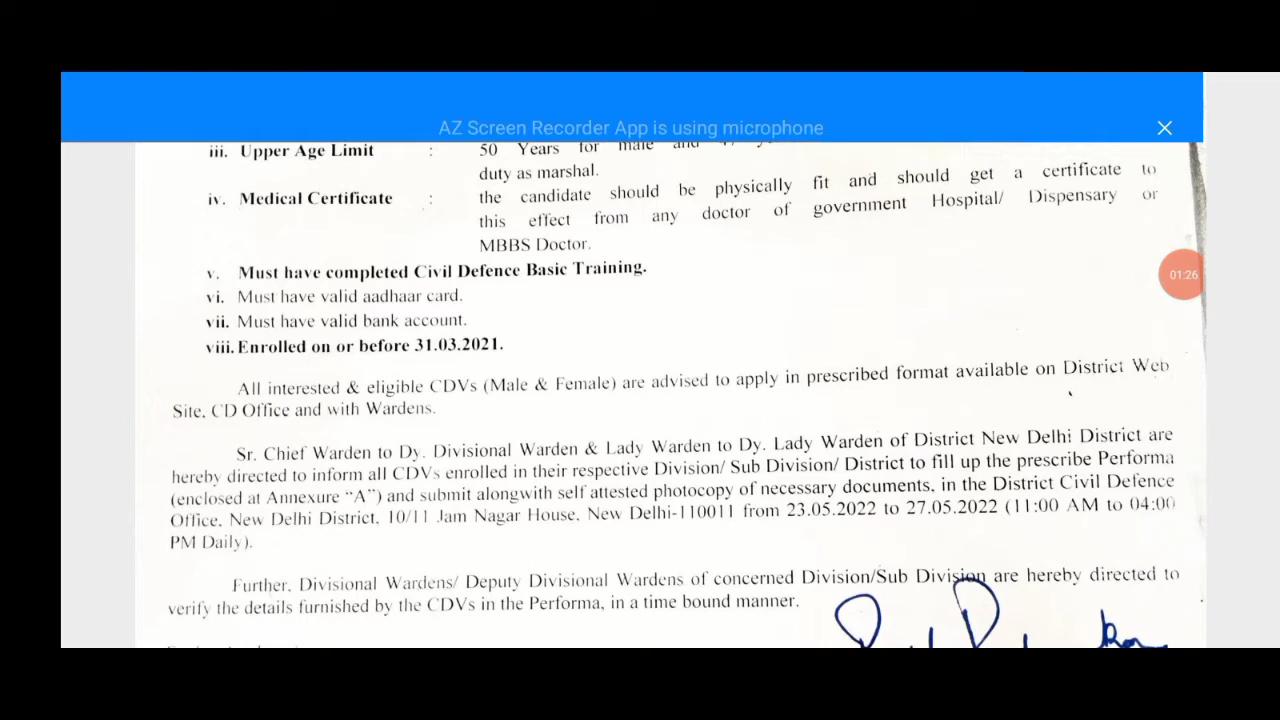 AZ Screen Recorder App is using microphone
iii. Upper Age Limit : 50 Years for male and
duty as marshal.
iv. Medical Certificate : the candidate should be physically fit and should get a certificate to
this effect from any doctor of government Hospital/ Dispensary or
MBBS Doctor.
v. Must have completed Civil Defence Basic Training.
01:26
vi. Must have valid aadhaar card.
vii. Must have valid bank account.
viii. Enrolled on or before 31.03.2021.
All interested & eligible CDVs (Male & Female) are advised to apply in prescribed format available on District Web
Site, CD Office and with Wardens.
Sr. Chief Warden to Dy. Divisional Warden & Lady Warden to Dy. Lady Warden of District New Delhi District are
hereby directed to inform all CDVs enrolled in their respective Division/ Sub Division/ District to fill up the prescribe Performa
(enclosed at Annexure “A”) and submit alongwith self attested photocopy of necessary documents, in the District Civil Defence
Office, New Delhi District, 10/11 Jam Nagar House, New Delhi-110011 from 23.05.2022 to 27.05.2022 (11:00 AM to 04:00
PM Daily).
Further, Divisional Wardens/ Deputy Divisional Wardens of concerned Division/Sub Division are hereby directed to
verify the details furnished by the CDVs in the Performa, in a time bound manner.